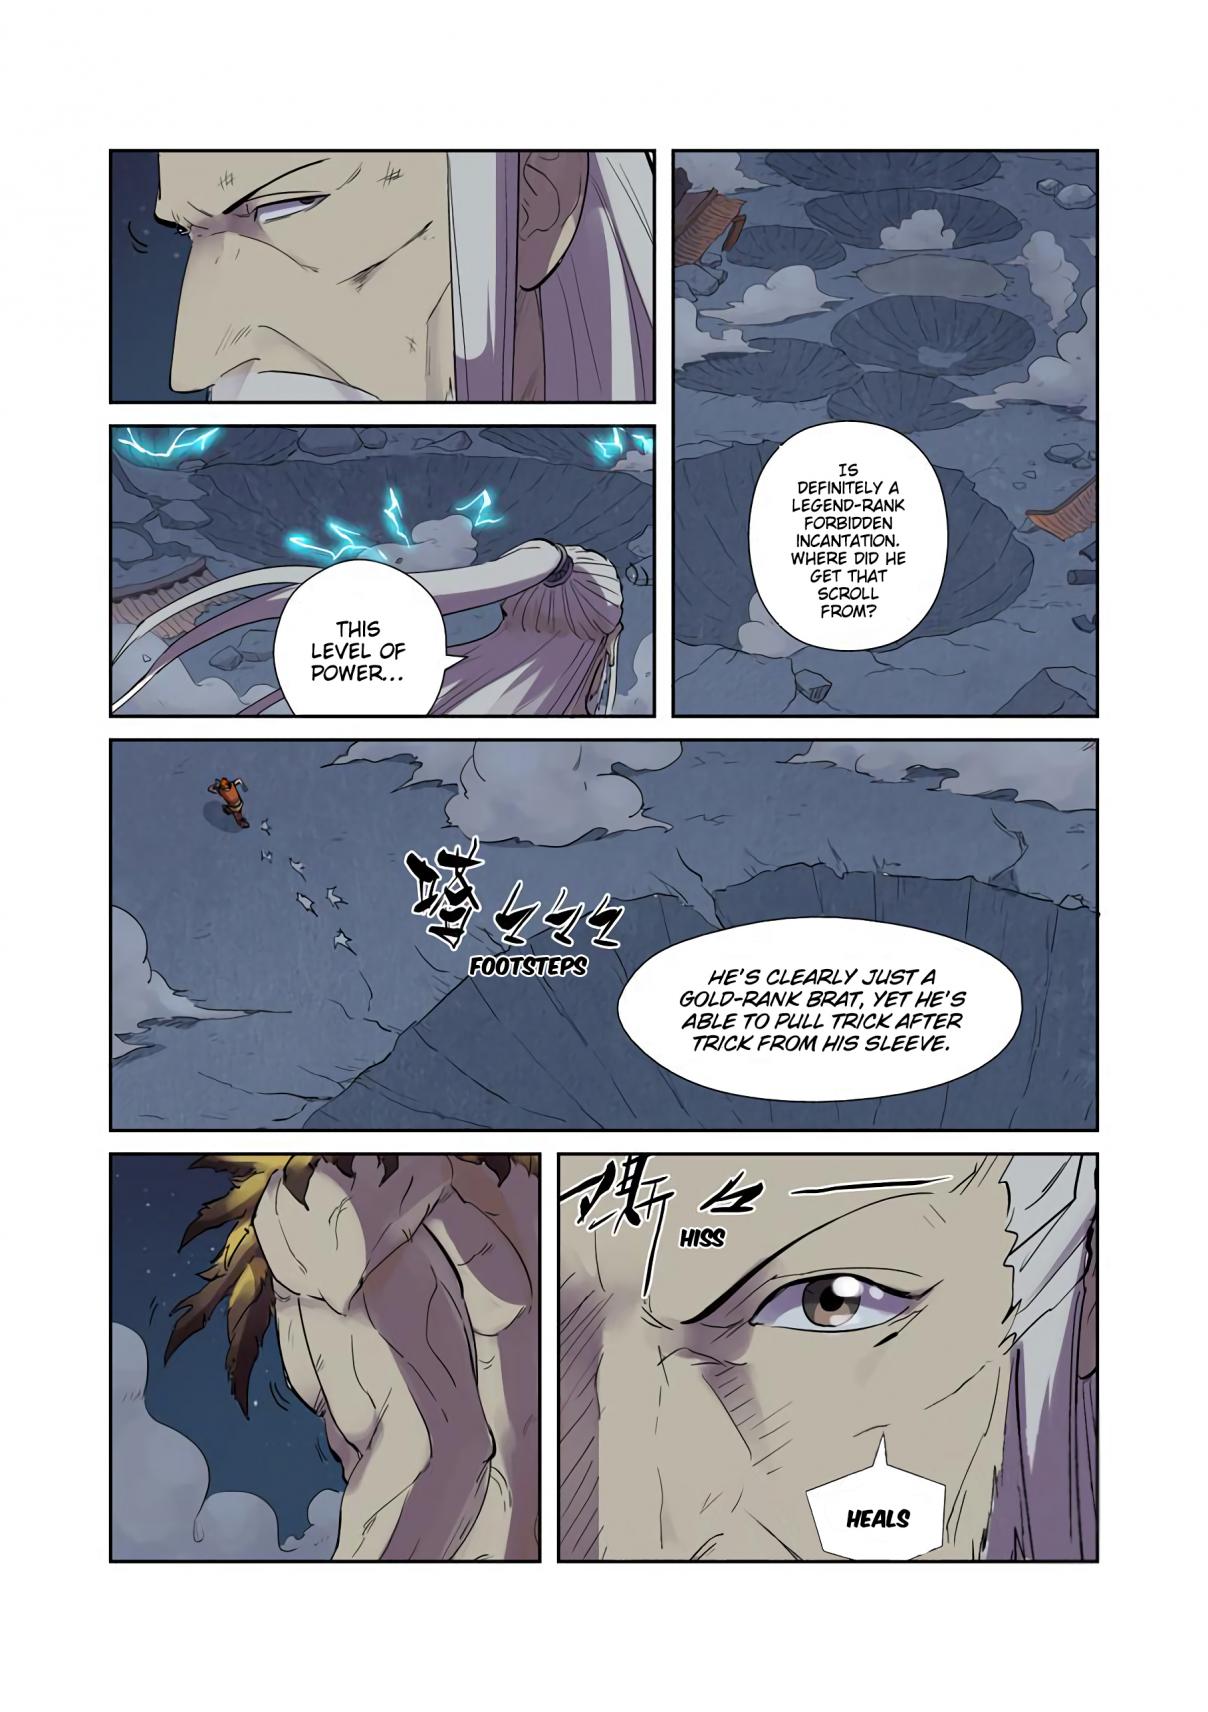 THIS
LEVEL OF
POWER...
IS
DEFINITELY A
LEGEND-RANK
FORBIDDEN
INCANTATION.
WHERE DID HE
GET THAT
SCROLL
FROM?
嗒
FOOTSTEPS
HE'S CLEARLY JUST A
GOLD-RANK BRAT, YET HE'S
ABLE TO PULL TRICK AFTER
TRICK FROM HIS SLEEVE.
嘶
HISS
HEALS